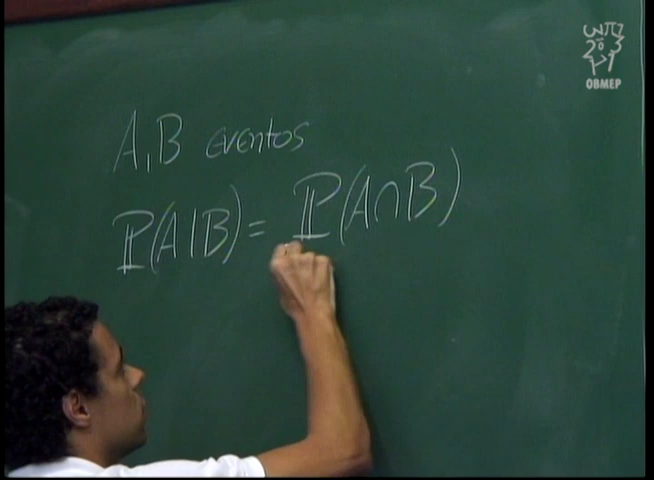 A, B eventos
ℙ(A|B) = ℙ(A∩B)
OBMEP